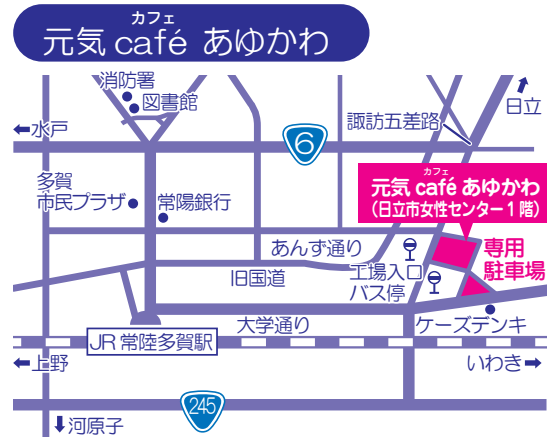 カフェ
元気 café あゆかわ
消防署
図書館
日立
←水戸
6
諏訪五差路
多賀
市民プラザ
常陽銀行
カフェ
元気 café あゆかわ
(日立市女性センター1階)
あんず通り
専用
駐車場
旧国道
工場入口
バス停
大学通り
ケーズデンキ
JR 常陸多賀駅
←上野
いわき→
245
↓河原子